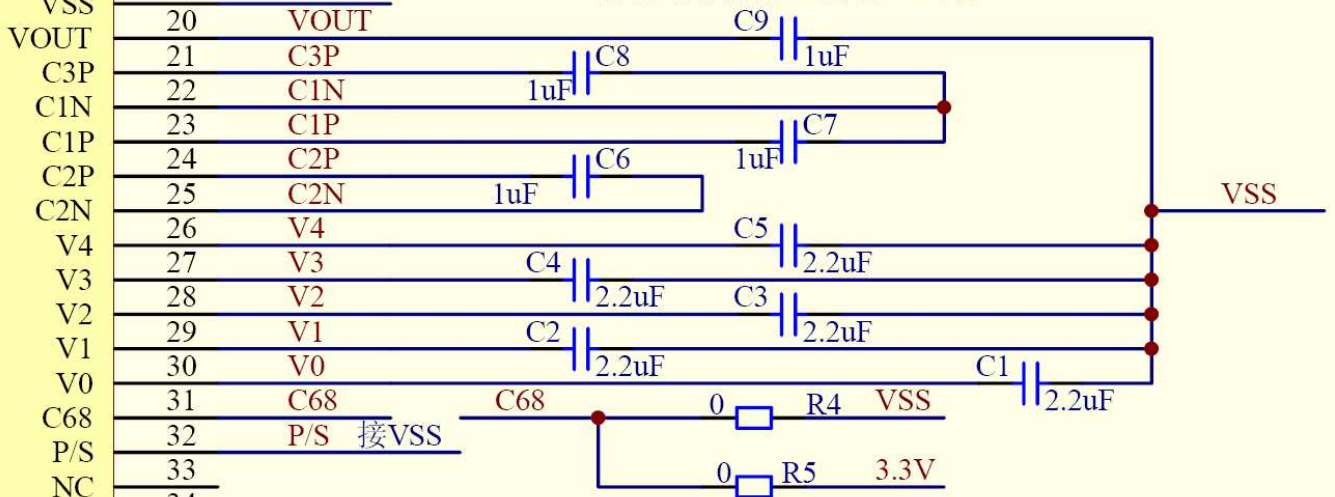 VSS
VOUT 20 VOUT C9 1uF
C3P 21 C3P C8 1uF
C1N 22 C1N
C1P 23 C1P C7 1uF
C2P 24 C2P C6 1uF
C2N 25 C2N VSS
V4 26 V4 C5 2.2uF
V3 27 V3 C4 2.2uF
V2 28 V2 C3 2.2uF
V1 29 V1 C2 2.2uF
V0 30 V0 C1 2.2uF
C68 31 C68 C68 0 R4 VSS
P/S 32 P/S 接VSS
NC 33 0 R5 3.3V